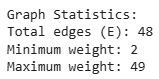 Graph Statistics:
Total edges (E): 48
Minimum weight: 2
Maximum weight: 49